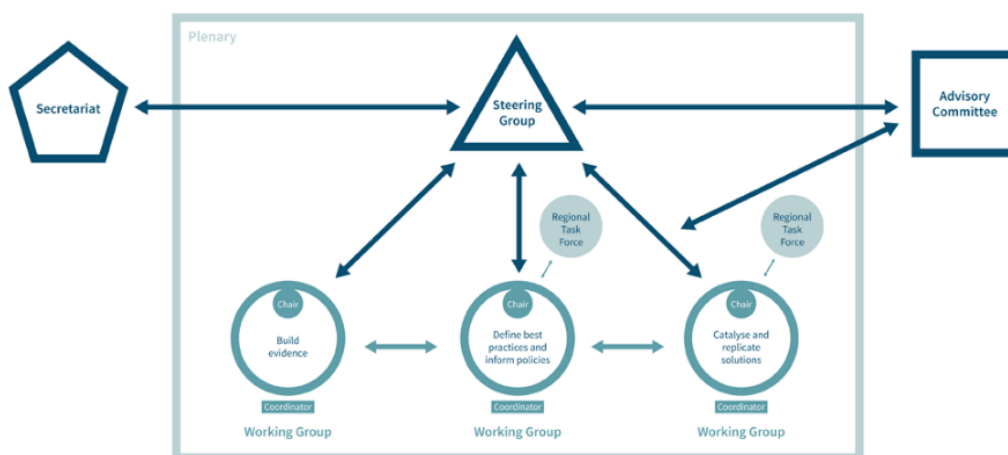 Plenary
Secretariat
Steering
Group
Advisory
Committee
Regional
Task
Force
Regional
Task
Force
Chair
Build
evidence
Chair
Define best
practices and
inform policies
Chair
Catalyse and
replicate
solutions
Coordinator
Coordinator
Coordinator
Working Group
Working Group
Working Group